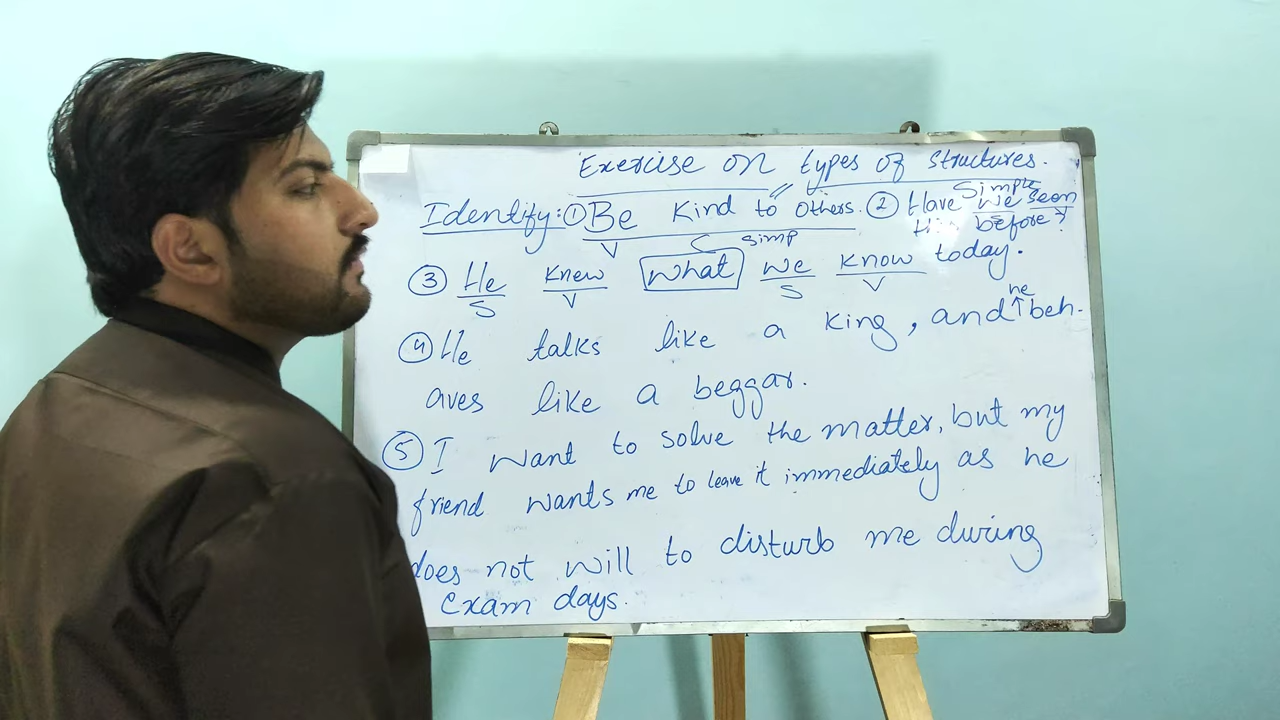 Exercise on types of Structures.
Simple
Identify: ① Be Kind to others. ② Have we seen
V S V
simp before?
③ He knew what we know today.
S V S V
he
④ He talks like a king, and beh-
aves like a beggar.
⑤ I want to solve the matter, but my
friend wants me to leave it immediately as he
does not will to disturb me during
exam days.